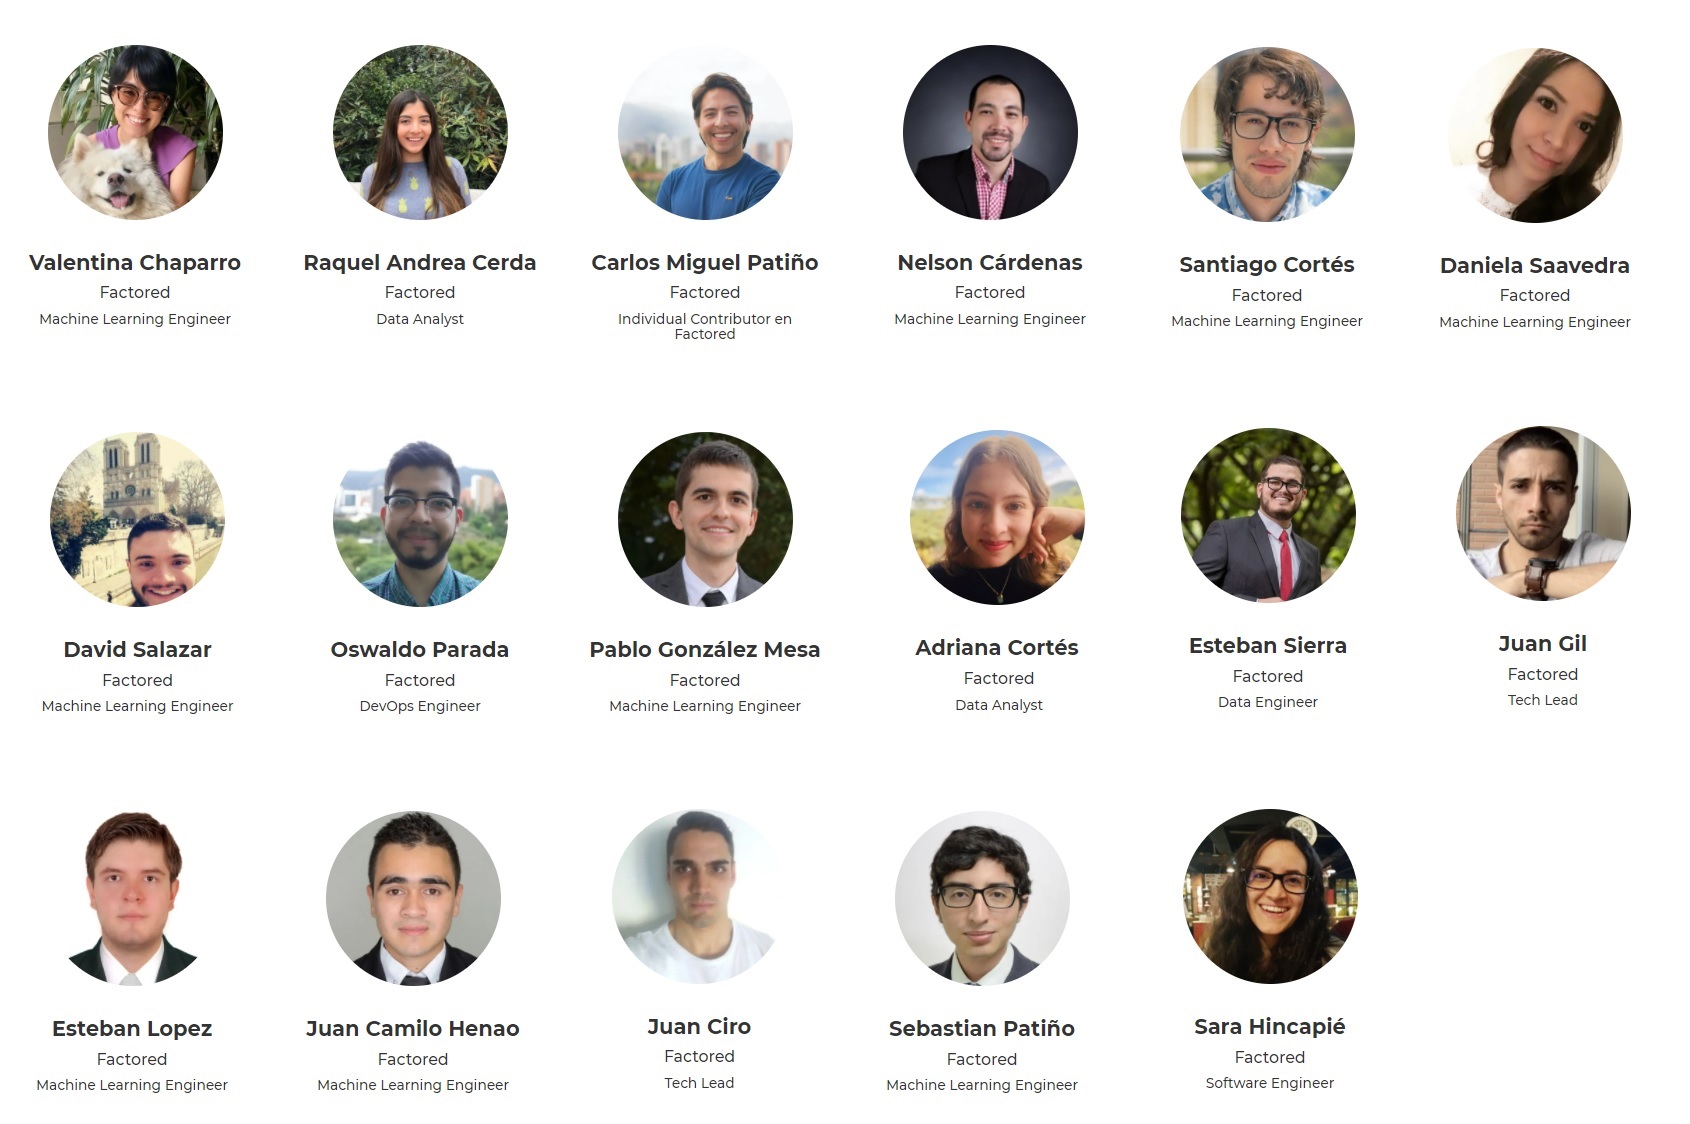 Valentina Chaparro
Factored
Machine Learning Engineer
Raquel Andrea Cerda
Factored
Data Analyst
Carlos Miguel Patiño
Factored
Individual Contributor en
Factored
Nelson Cárdenas
Factored
Machine Learning Engineer
Santiago Cortés
Factored
Machine Learning Engineer
Daniela Saavedra
Factored
Machine Learning Engineer
David Salazar
Factored
Machine Learning Engineer
Oswaldo Parada
Factored
DevOps Engineer
Pablo González Mesa
Factored
Machine Learning Engineer
Adriana Cortés
Factored
Data Analyst
Esteban Sierra
Factored
Data Engineer
Juan Gil
Factored
Tech Lead
Esteban Lopez
Factored
Machine Learning Engineer
Juan Camilo Henao
Factored
Machine Learning Engineer
Juan Ciro
Factored
Tech Lead
Sebastian Patiño
Factored
Machine Learning Engineer
Sara Hincapié
Factored
Software Engineer